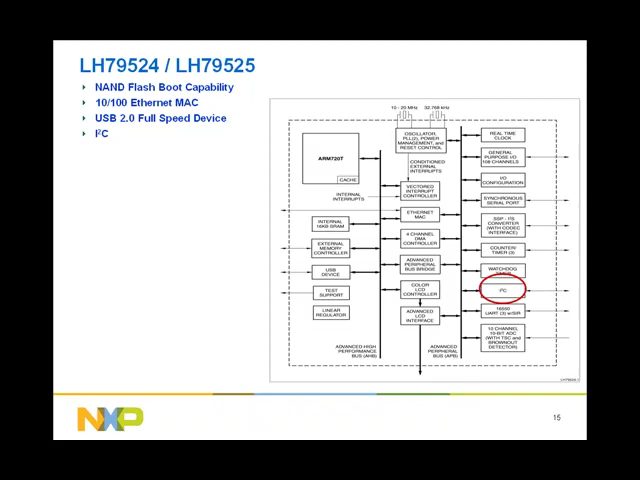 LH79524 / LH79525
NAND Flash Boot Capability
10/100 Ethernet MAC
USB 2.0 Full Speed Device
I²C
10 - 20 MHz
32.768 kHz
OSCILLATOR,
PLL(2), POWER
MANAGEMENT, and
RESET CONTROL
ARM720T
CACHE
CONDITIONED
EXTERNAL
INTERRUPTS
INTERNAL
INTERRUPTS
VECTORED
INTERRUPT
CONTROLLER
ETHERNET
MAC
INTERNAL
16KB SRAM
4 CHANNEL
DMA
CONTROLLER
EXTERNAL
MEMORY
CONTROLLER
ADVANCED
PERIPHERAL
BUS BRIDGE
USB
DEVICE
TEST
SUPPORT
COLOR
LCD
CONTROLLER
LINEAR
REGULATOR
ADVANCED
LCD
INTERFACE
ADVANCED HIGH
PERFORMANCE
BUS (AHB)
ADVANCED
PERIPHERAL
BUS (APB)
REAL TIME
CLOCK
GENERAL
PURPOSE I/O
108 CHANNELS
I/O
CONFIGURATION
SYNCHRONOUS
SERIAL PORT
SSP - I²S
CONVERTER
(WITH CODEC
INTERFACE)
COUNTER/
TIMER (3)
WATCHDOG
TIMER
I²C
16550
UART (3) w/SIR
10 CHANNEL
10-BIT ADC
(WITH TSC and
BROWNOUT
DETECTOR)
NXP
15